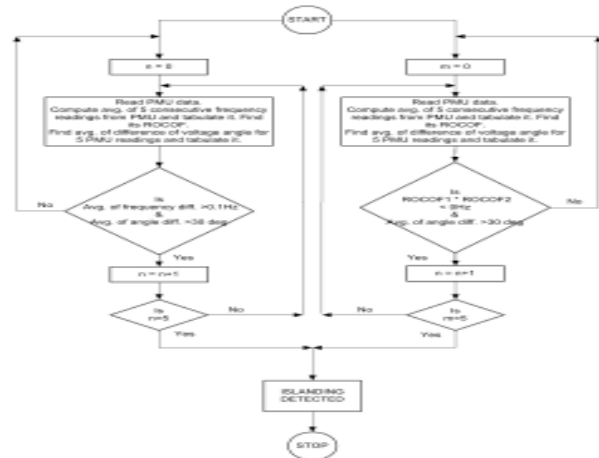 START
n = 0
m = 0
Read PMU data.
Compute avg. of 5 consecutive frequency
readings from PMU and tabulate it. Find
its ROCOF.
Find avg. of difference of voltage angle for
5 PMU readings and tabulate it.
Read PMU data.
Compute avg. of 5 consecutive frequency
readings from PMU and tabulate it. Find
its ROCOF.
Find avg. of difference of voltage angle for
5 PMU readings and tabulate it.
Is
Avg. of frequency diff. >0.1Hz
&
Avg. of angle diff. >30 deg
No
Yes
Is
ROCOF1 * ROCOF2
< 0Hz
&
Avg. of angle diff. >30 deg
No
Yes
n = n+1
Is
No
Yes
Is
No
Yes
ISLANDING
DETECTED
STOP